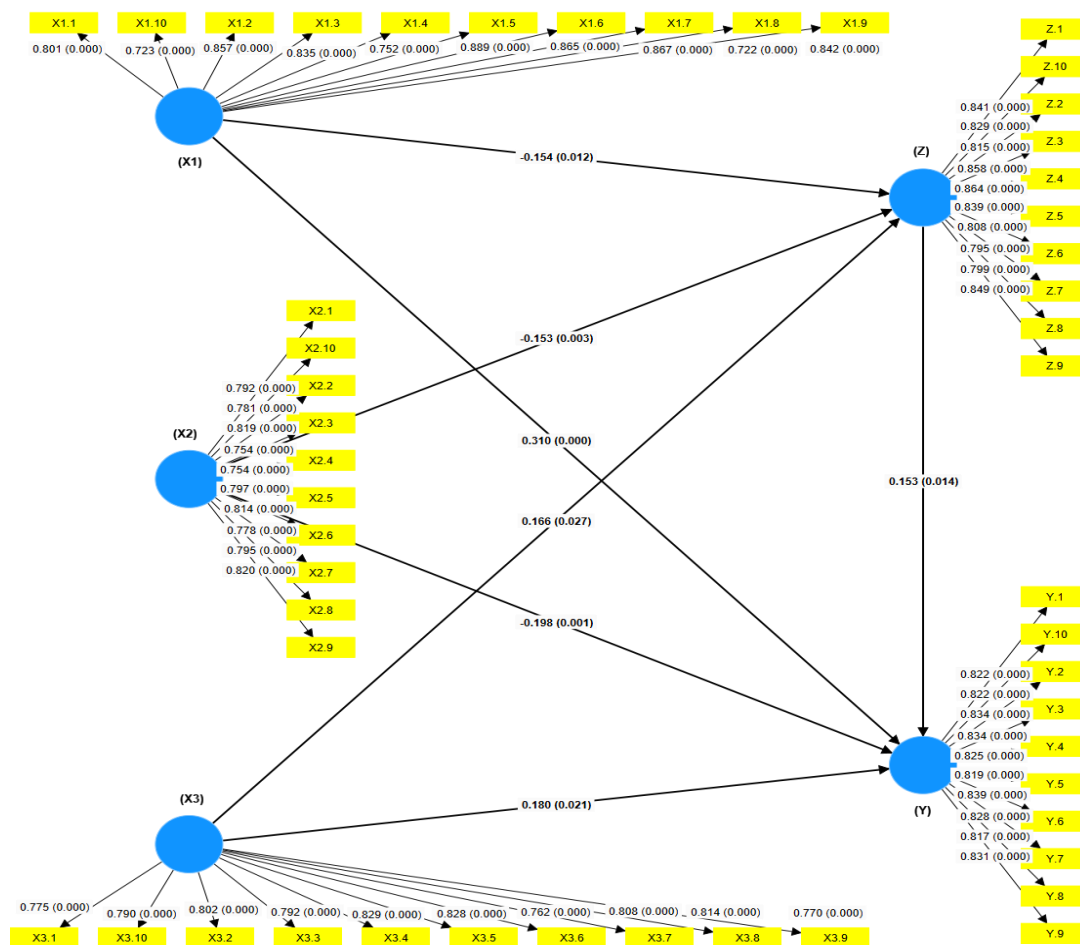 X1.1 X1.10 X1.2 X1.3 X1.4 X1.5 X1.6 X1.7 X1.8 X1.9
0.801 (0.000) 0.723 (0.000) 0.857 (0.000) 0.835 (0.000) 0.752 (0.000) 0.889 (0.000) 0.865 (0.000) 0.867 (0.000) 0.722 (0.000) 0.842 (0.000)
(X1)
-0.154 (0.012)
(Z)
Z.1
Z.10
Z.2
Z.3
Z.4
Z.5
Z.6
Z.7
Z.8
Z.9
0.841 (0.000)
0.829 (0.000)
0.815 (0.000)
0.858 (0.000)
0.864 (0.000)
0.839 (0.000)
0.808 (0.000)
0.795 (0.000)
0.799 (0.000)
0.849 (0.000)
X2.1
X2.10
X2.2
X2.3
X2.4
X2.5
X2.6
X2.7
X2.8
X2.9
0.792 (0.000)
0.781 (0.000)
0.819 (0.000)
0.754 (0.000)
0.754 (0.000)
0.797 (0.000)
0.814 (0.000)
0.778 (0.000)
0.795 (0.000)
0.820 (0.000)
(X2)
-0.153 (0.003)
0.310 (0.000)
0.153 (0.014)
0.166 (0.027)
-0.198 (0.001)
0.180 (0.021)
Y.1
Y.10
Y.2
Y.3
Y.4
Y.5
Y.6
Y.7
Y.8
Y.9
0.822 (0.000)
0.822 (0.000)
0.834 (0.000)
0.834 (0.000)
0.825 (0.000)
0.819 (0.000)
0.839 (0.000)
0.828 (0.000)
0.817 (0.000)
0.831 (0.000)
(Y)
(X3)
0.775 (0.000) 0.790 (0.000) 0.802 (0.000) 0.792 (0.000) 0.829 (0.000) 0.828 (0.000) 0.762 (0.000) 0.808 (0.000) 0.814 (0.000) 0.770 (0.000)
X3.1 X3.10 X3.2 X3.3 X3.4 X3.5 X3.6 X3.7 X3.8 X3.9